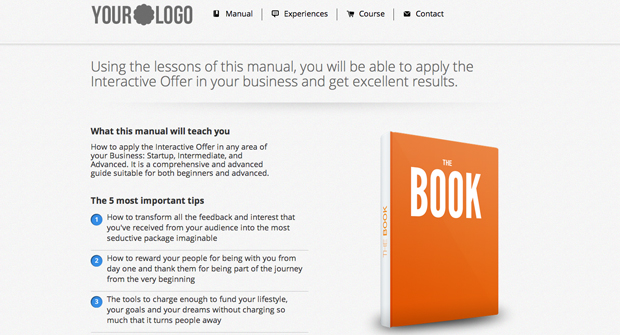 YOUR LOGO
Manual
Experiences
Course
Contact
Using the lessons of this manual, you will be able to apply the
Interactive Offer in your business and get excellent results.
What this manual will teach you
How to apply the Interactive Offer in any area of
your Business: Startup, Intermediate, and
Advanced. It is a comprehensive and advanced
guide suitable for both beginners and advanced.
The 5 most important tips
1 How to transform all the feedback and interest that
you've received from your audience into the most
seductive package imaginable
2 How to reward your people for being with you from
day one and thank them for being part of the journey
from the very beginning
3 The tools to charge enough to fund your lifestyle,
your goals and your dreams without charging so
much that it turns people away
THE
BOOK
THE BOOK